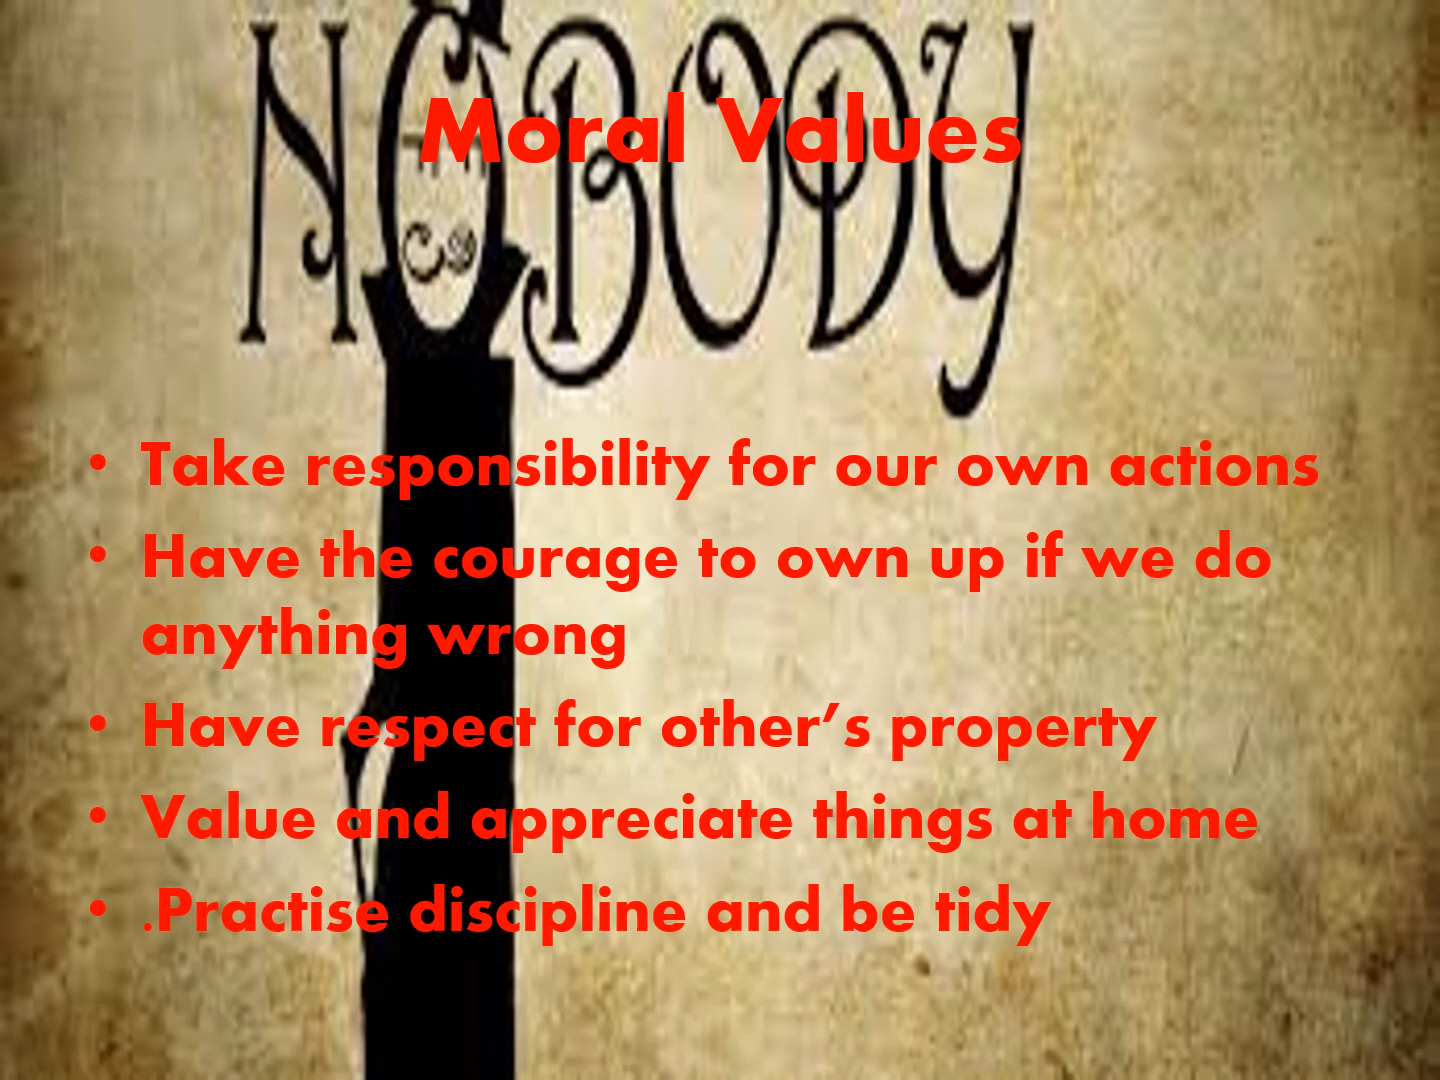 NOBODY
Moral Values
• Take responsibility for our own actions
• Have the courage to own up if we do
anything wrong
• Have respect for other’s property
• Value and appreciate things at home
• .Practise discipline and be tidy